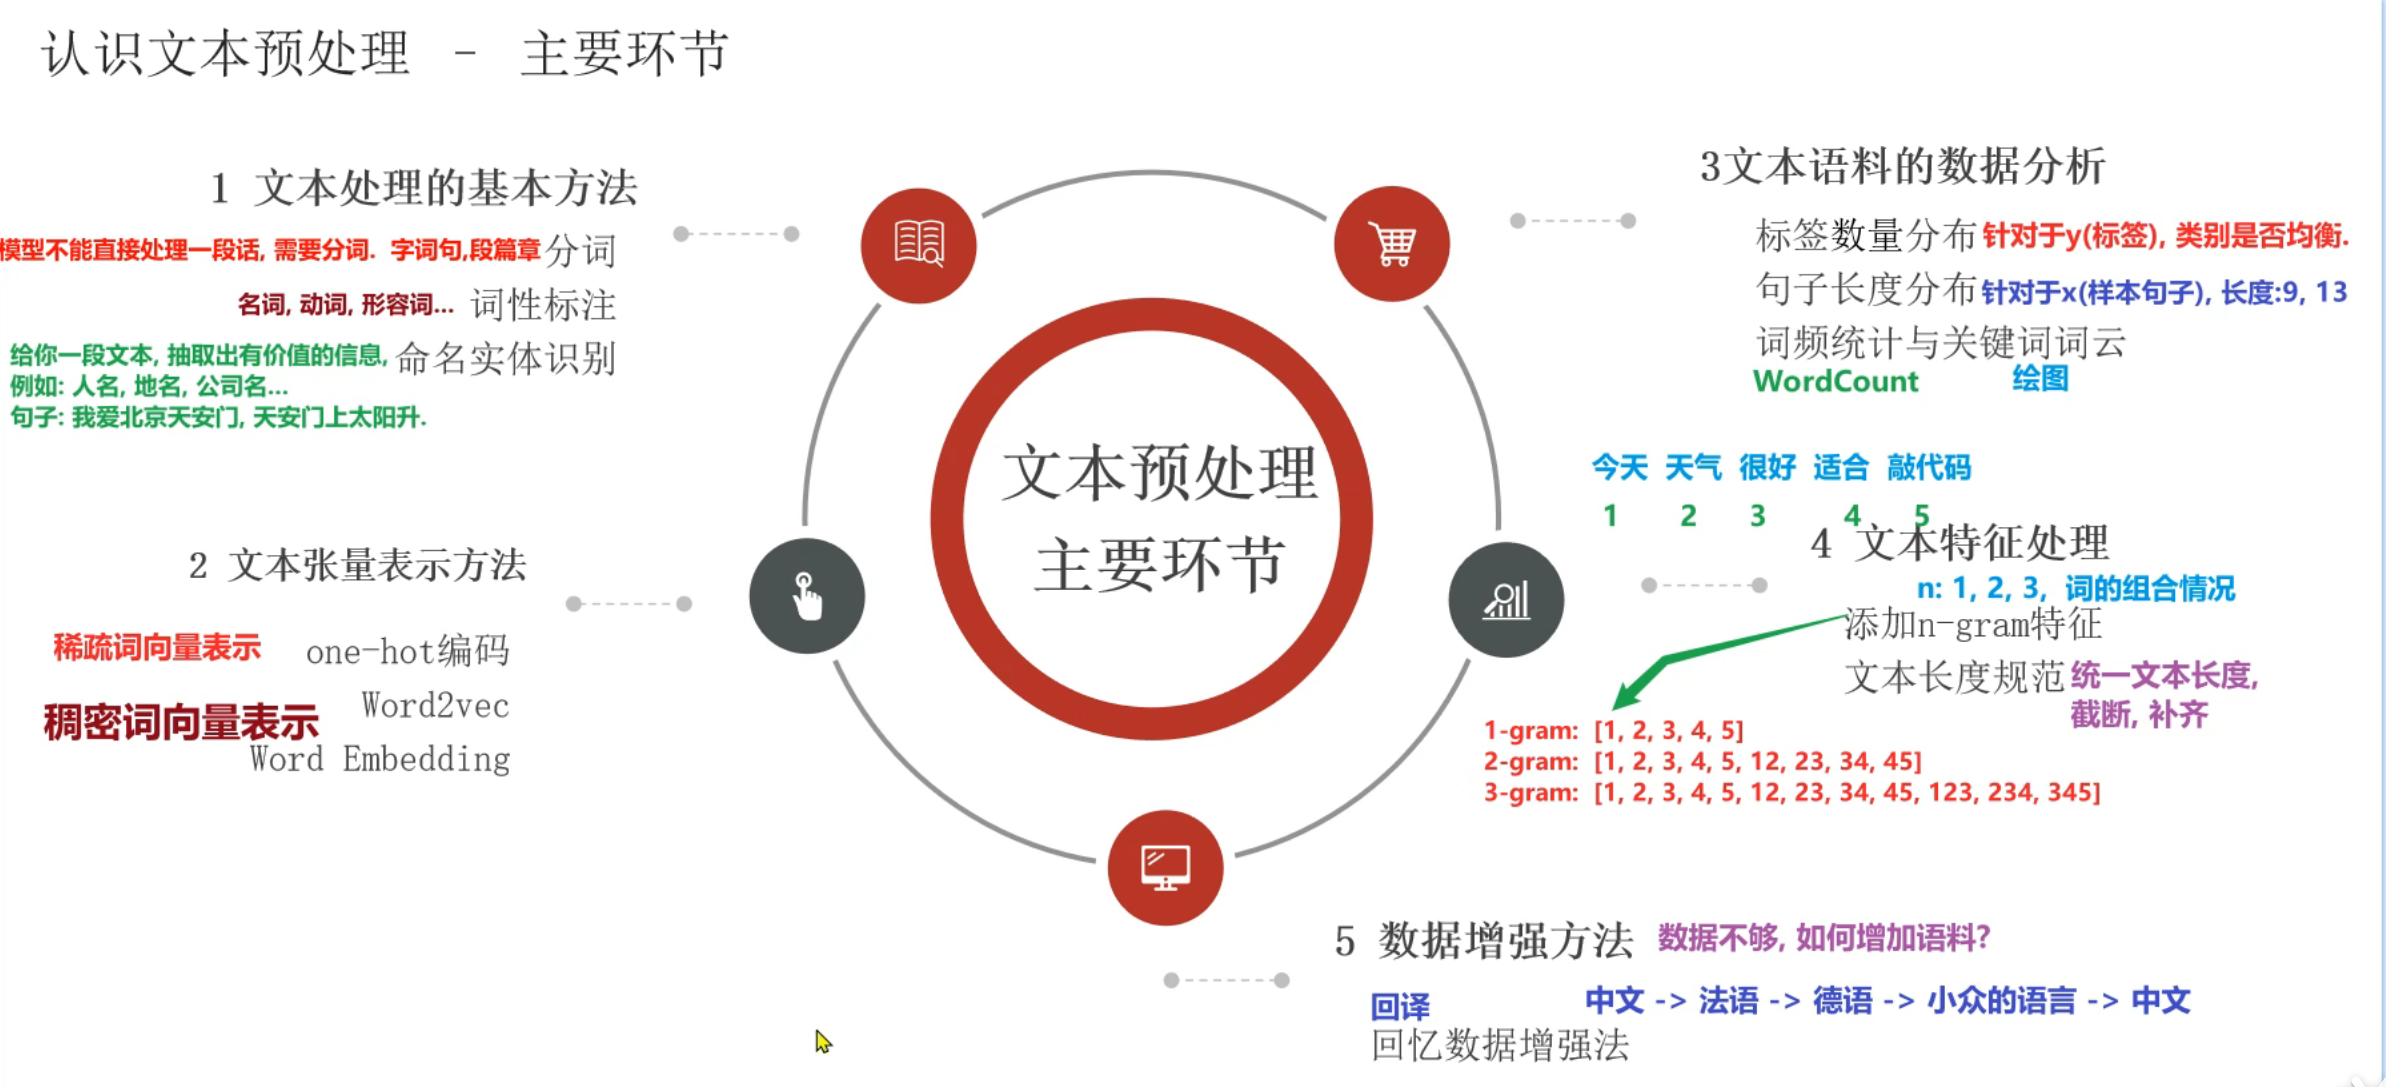 认识文本预处理 - 主要环节
1 文本处理的基本方法
模型不能直接处理一段话, 需要分词. 字词句,段篇章 分词
名词, 动词, 形容词... 词性标注
给你一段文本, 抽取出有价值的信息, 命名实体识别
例如: 人名, 地名, 公司名...
句子: 我爱北京天安门, 天安门上太阳升.
2 文本张量表示方法
稀疏词向量表示 one-hot编码
稠密词向量表示 Word2vec
Word Embedding
文本预处理
主要环节
3文本语料的数据分析
标签数量分布 针对于y(标签), 类别是否均衡.
句子长度分布 针对于x(样本句子), 长度:9, 13
词频统计与关键词词云
WordCount 绘图
今天 天气 很好 适合 敲代码
1 2 3 4 5
4 文本特征处理
n: 1, 2, 3, 词的组合情况
添加n-gram特征
文本长度规范 统一文本长度,
截断, 补齐
1-gram: [1, 2, 3, 4, 5]
2-gram: [1, 2, 3, 4, 5, 12, 23, 34, 45]
3-gram: [1, 2, 3, 4, 5, 12, 23, 34, 45, 123, 234, 345]
5 数据增强方法 数据不够, 如何增加语料?
回译 中文 -> 法语 -> 德语 -> 小众的语言 -> 中文
回忆数据增强法